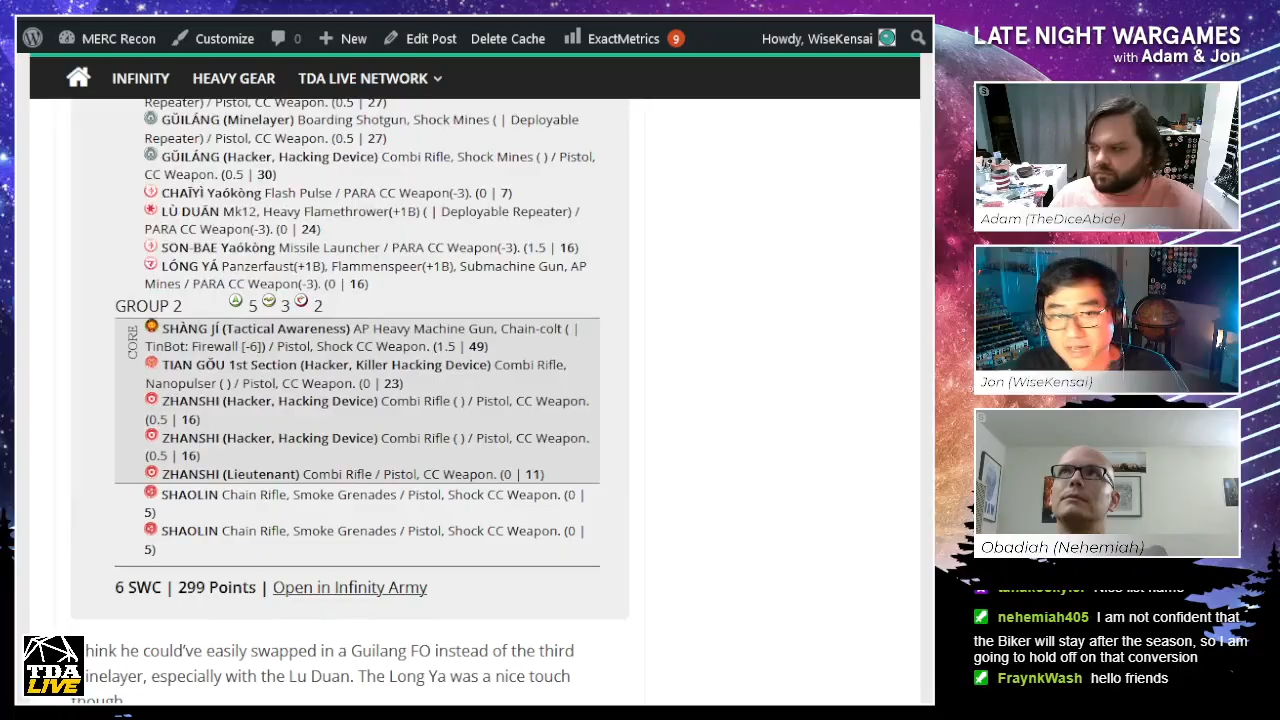 MERC Recon Customize 0 New Edit Post Delete Cache ExactMetrics 9 Howdy, WiseKensai
INFINITY HEAVY GEAR TDA LIVE NETWORK
Repeater) / Pistol, CC Weapon. (0.5 | 27)
GŬILÁNG (Minelayer) Boarding Shotgun, Shock Mines ( | Deployable
Repeater) / Pistol, CC Weapon. (0.5 | 27)
GŬILÁNG (Hacker, Hacking Device) Combi Rifle, Shock Mines ( ) / Pistol,
CC Weapon. (0.5 | 30)
CHAĪYÌ Yaókòng Flash Pulse / PARA CC Weapon(-3). (0 | 7)
LÙ DUĀN Mk12, Heavy Flamethrower(+1B) ( | Deployable Repeater) /
PARA CC Weapon(-3). (0 | 24)
SON-BAE Yaókòng Missile Launcher / PARA CC Weapon(-3). (1.5 | 16)
LÓNG YÁ Panzerfaust(+1B), Flammenspeer(+1B), Submachine Gun, AP
Mines / PARA CC Weapon(-3). (0 | 16)
GROUP 2 5 3 2
CORE
SHÀNG JÍ (Tactical Awareness) AP Heavy Machine Gun, Chain-colt ( |
TinBot: Firewall [-6]) / Pistol, Shock CC Weapon. (1.5 | 49)
TIAN GǑU 1st Section (Hacker, Killer Hacking Device) Combi Rifle,
Nanopulser ( ) / Pistol, CC Weapon. (0 | 23)
ZHANSHI (Hacker, Hacking Device) Combi Rifle ( ) / Pistol, CC Weapon.
(0.5 | 16)
ZHANSHI (Hacker, Hacking Device) Combi Rifle ( ) / Pistol, CC Weapon.
(0.5 | 16)
ZHANSHI (Lieutenant) Combi Rifle / Pistol, CC Weapon. (0 | 11)
SHAOLIN Chain Rifle, Smoke Grenades / Pistol, Shock CC Weapon. (0 |
5)
SHAOLIN Chain Rifle, Smoke Grenades / Pistol, Shock CC Weapon. (0 |
5)
6 SWC | 299 Points | Open in Infinity Army
think he could've easily swapped in a Guilang FO instead of the third
inelayer, especially with the Lu Duan. The Long Ya was a nice touch
though
TDA
LIVE
LATE NIGHT WARGAMES
with Adam & Jon
Adam (TheDiceAbide)
Jon (WiseKensai)
Obadiah (Nehemiah)
nehemiah405 I am not confident that
the Biker will stay after the season, so I am
going to hold off on that conversion
FraynkWash hello friends